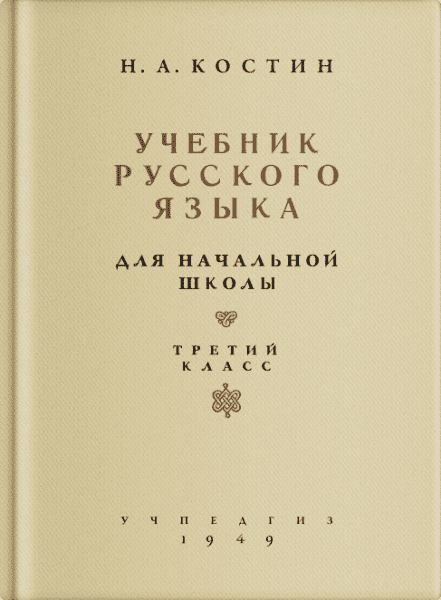 Н. А. КОСТИН
УЧЕБНИК
РУССКОГО
ЯЗЫКА
ДЛЯ НАЧАЛЬНОЙ
ШКОЛЫ
ТРЕТИЙ
КЛАСС
УЧПЕДГИЗ
1949